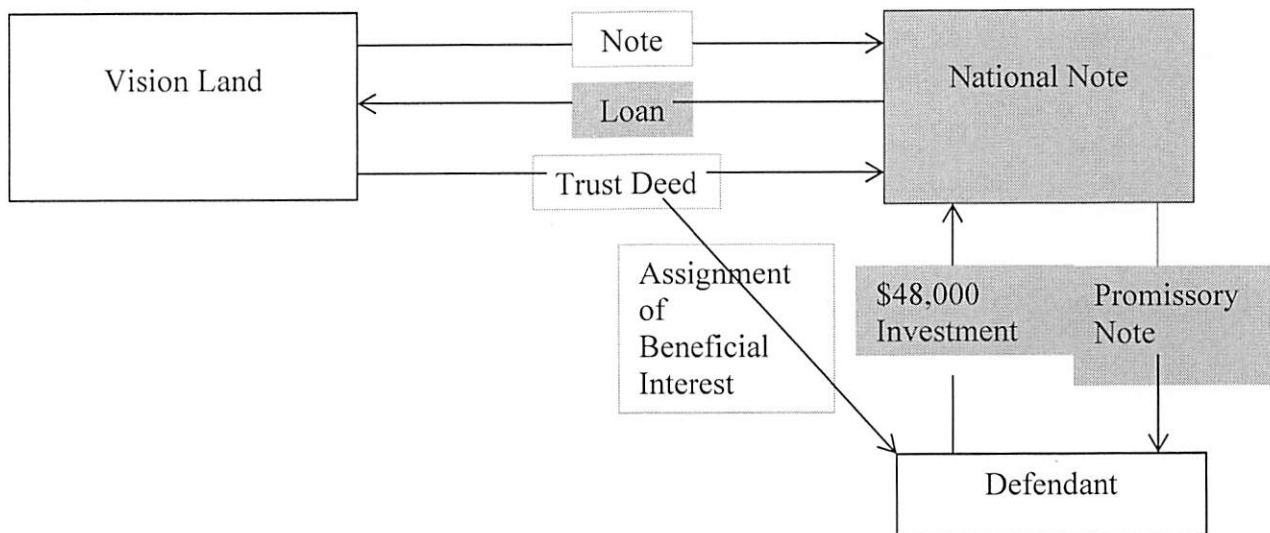 Note
Vision Land
National Note
Loan
Trust Deed
Assignment
of
Beneficial
Interest
$48,000
Investment
Promissory
Note
Defendant